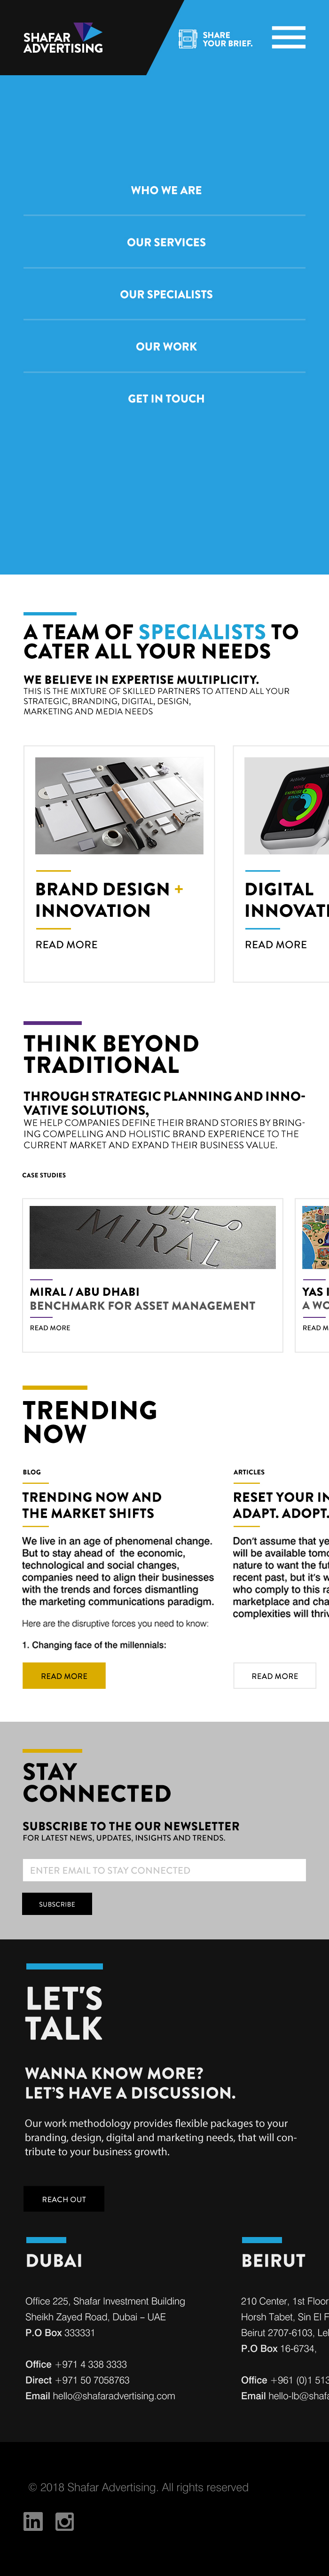 SHAFAR
ADVERTISING
SHARE
YOUR BRIEF.
WHO WE ARE
OUR SERVICES
OUR SPECIALISTS
OUR WORK
GET IN TOUCH
A TEAM OF SPECIALISTS TO
CATER ALL YOUR NEEDS
WE BELIEVE IN EXPERTISE MULTIPLICITY.
THIS IS THE MIXTURE OF SKILLED PARTNERS TO ATTEND ALL YOUR
STRATEGIC, BRANDING, DIGITAL, DESIGN,
MARKETING AND MEDIA NEEDS
BRAND DESIGN +
INNOVATION
READ MORE
DIGITAL
INNOVATI
READ MORE
THINK BEYOND
TRADITIONAL
THROUGH STRATEGIC PLANNING AND INNO-
VATIVE SOLUTIONS,
WE HELP COMPANIES DEFINE THEIR BRAND STORIES BY BRING-
ING COMPELLING AND HOLISTIC BRAND EXPERIENCE TO THE
CURRENT MARKET AND EXPAND THEIR BUSINESS VALUE.
CASE STUDIES
MIRAL
MIRAL / ABU DHABI
BENCHMARK FOR ASSET MANAGEMENT
READ MORE
YAS
A WO
READ M
TRENDING
NOW
BLOG
TRENDING NOW AND
THE MARKET SHIFTS
We live in an age of phenomenal change.
But to stay ahead of the economic,
technological and social changes,
companies need to align their businesses
with the trends and forces dismantling
the marketing communications paradigm.
Here are the disruptive forces you need to know:
1. Changing face of the millennials:
READ MORE
ARTICLES
RESET YOUR IN
ADAPT. ADOPT.
Don't assume that ye
will be available tomo
recent past, but it's w
nature to want the fut
who comply to this ra
marketplace and cha
complexities will thriv
READ MORE
STAY
CONNECTED
SUBSCRIBE TO THE OUR NEWSLETTER
FOR LATEST NEWS, UPDATES, INSIGHTS AND TRENDS.
ENTER EMAIL TO STAY CONNECTED
SUBSCRIBE
LET'S
TALK
WANNA KNOW MORE?
LET'S HAVE A DISCUSSION.
Our work methodology provides flexible packages to your
branding, design, digital and marketing needs, that will con-
tribute to your business growth.
REACH OUT
DUBAI
Office 225, Shafar Investment Building
Sheikh Zayed Road, Dubai – UAE
P.O Box 333331
Office +971 4 338 3333
Direct +971 50 7058763
Email hello@shafaradvertising.com
BEIRUT
210 Center, 1st Floor
Horsh Tabet, Sin El F
Beirut 2707-6103, Le
P.O Box 16-6734,
Office +961 (0)1 513
Email hello-lb@shafa
© 2018 Shafar Advertising. All rights reserved
in